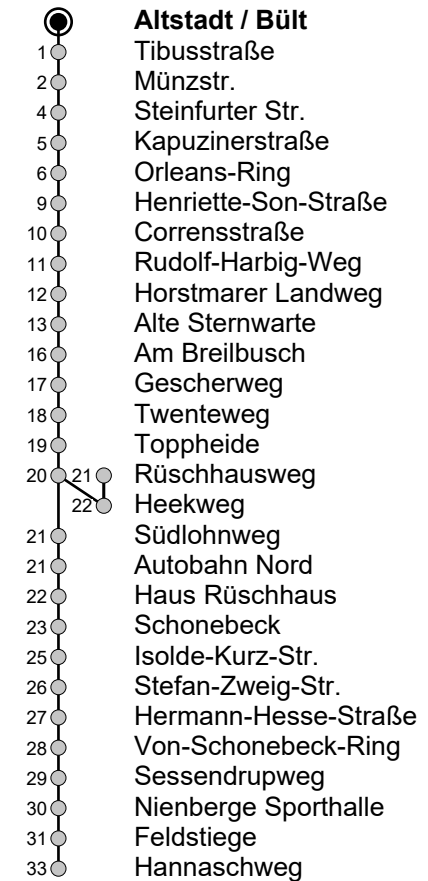 Altstadt / Bült
1 Tibusstraße
2 Münzstr.
4 Steinfurter Str.
5 Kapuzinerstraße
6 Orleans-Ring
9 Henriette-Son-Straße
10 Corrensstraße
11 Rudolf-Harbig-Weg
12 Horstmarer Landweg
13 Alte Sternwarte
16 Am Breilbusch
17 Gescherweg
18 Twenteweg
19 Toppheide
20 21 Rüschhausweg
22 Heekweg
21 Südlohnweg
21 Autobahn Nord
22 Haus Rüschhaus
23 Schonebeck
25 Isolde-Kurz-Str.
26 Stefan-Zweig-Str.
27 Hermann-Hesse-Straße
28 Von-Schonebeck-Ring
29 Sessendrupweg
30 Nienberge Sporthalle
31 Feldstiege
33 Hannaschweg